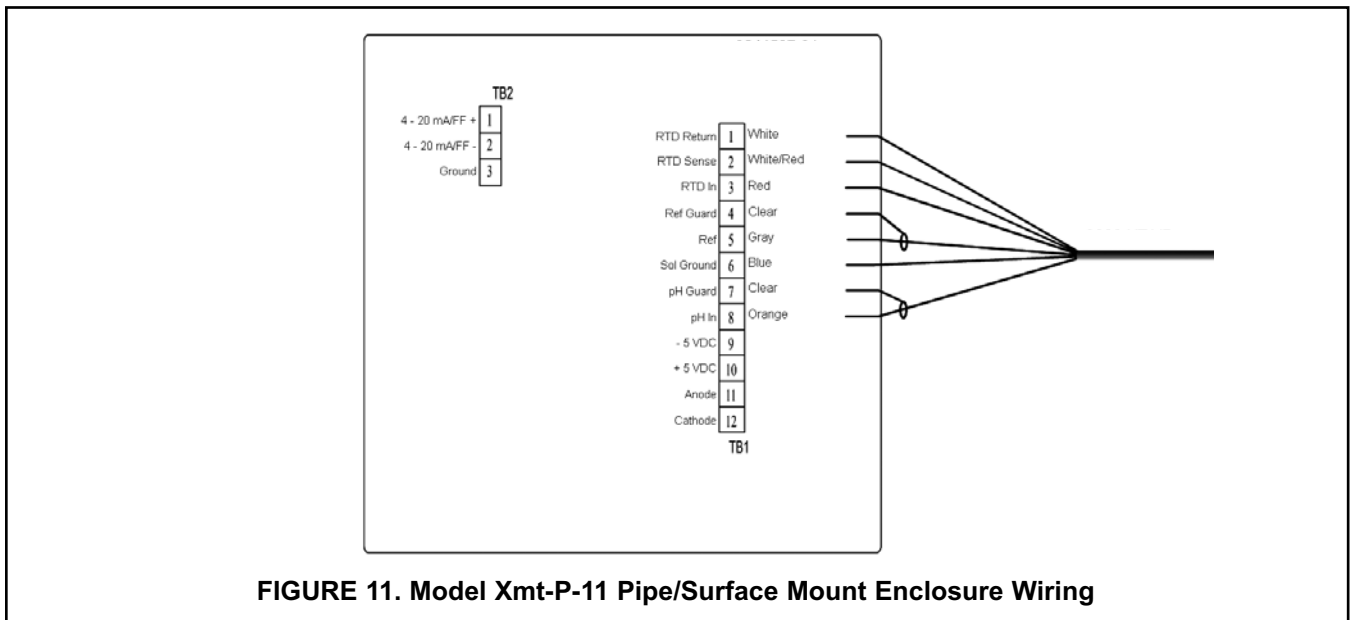 TB2
4 - 20 mA/FF + 1
4 - 20 mA/FF - 2
Ground 3
RTD Return 1 White
RTD Sense 2 White/Red
RTD In 3 Red
Ref Guard 4 Clear
Ref 5 Gray
Sol Ground 6 Blue
pH Guard 7 Clear
pH In 8 Orange
- 5 VDC 9
+ 5 VDC 10
Anode 11
Cathode 12
TB1
FIGURE 11. Model Xmt-P-11 Pipe/Surface Mount Enclosure Wiring